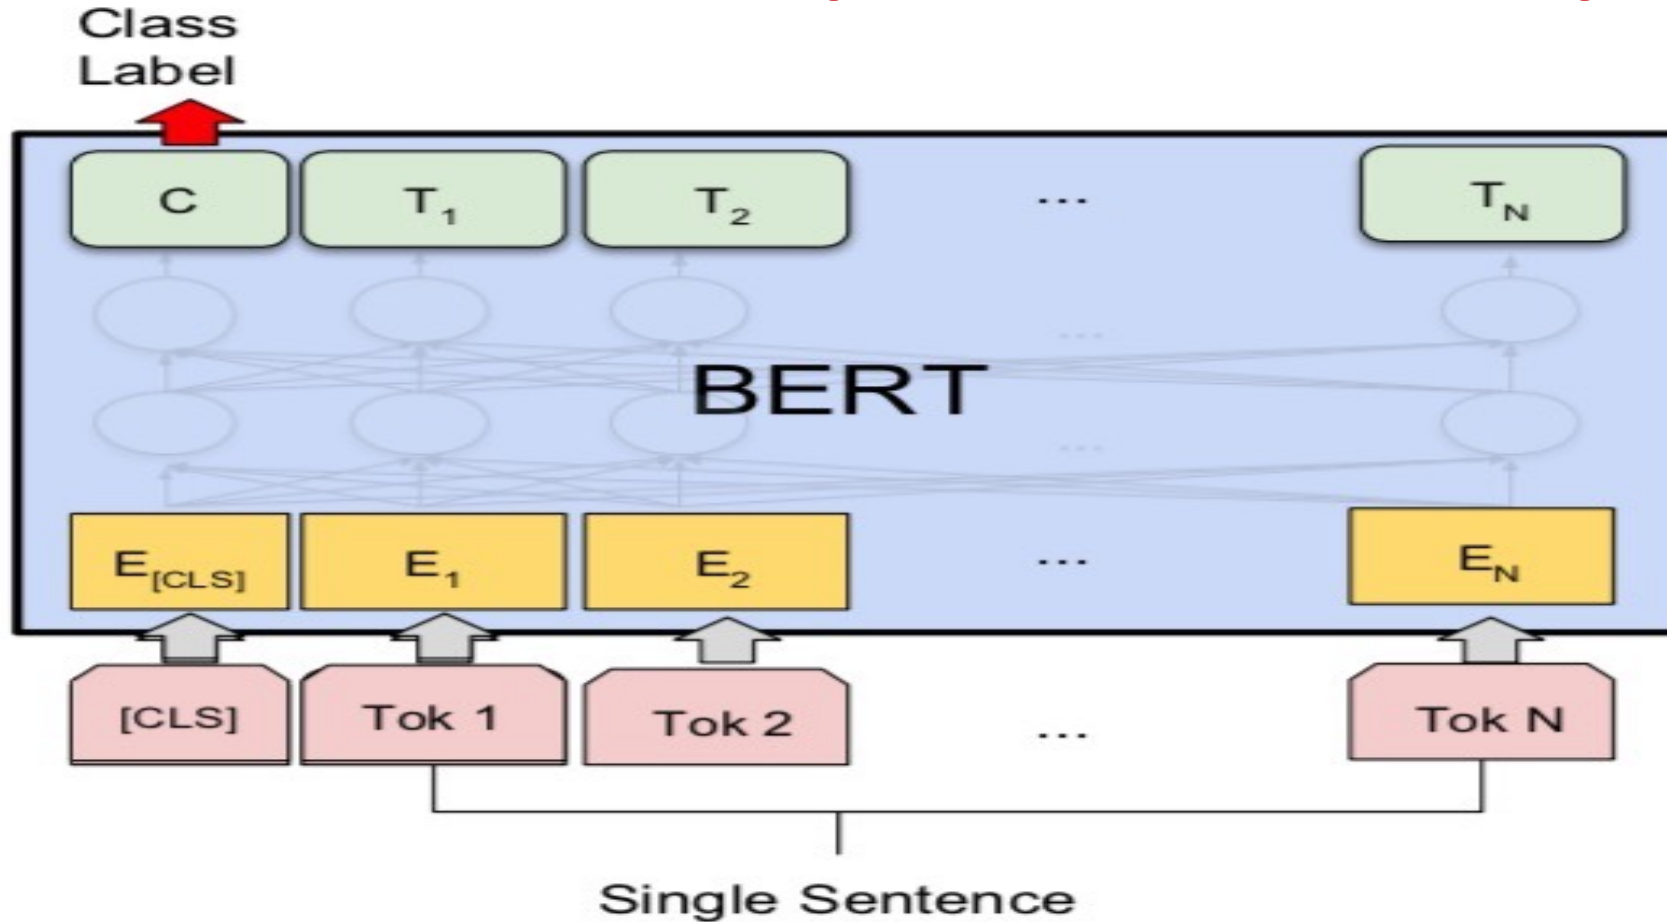 Class
Label
C T1 T2 ... TN
...
BERT
...
E[CLS] E1 E2 ... EN
[CLS] Tok 1 Tok 2 ... Tok N
Single Sentence